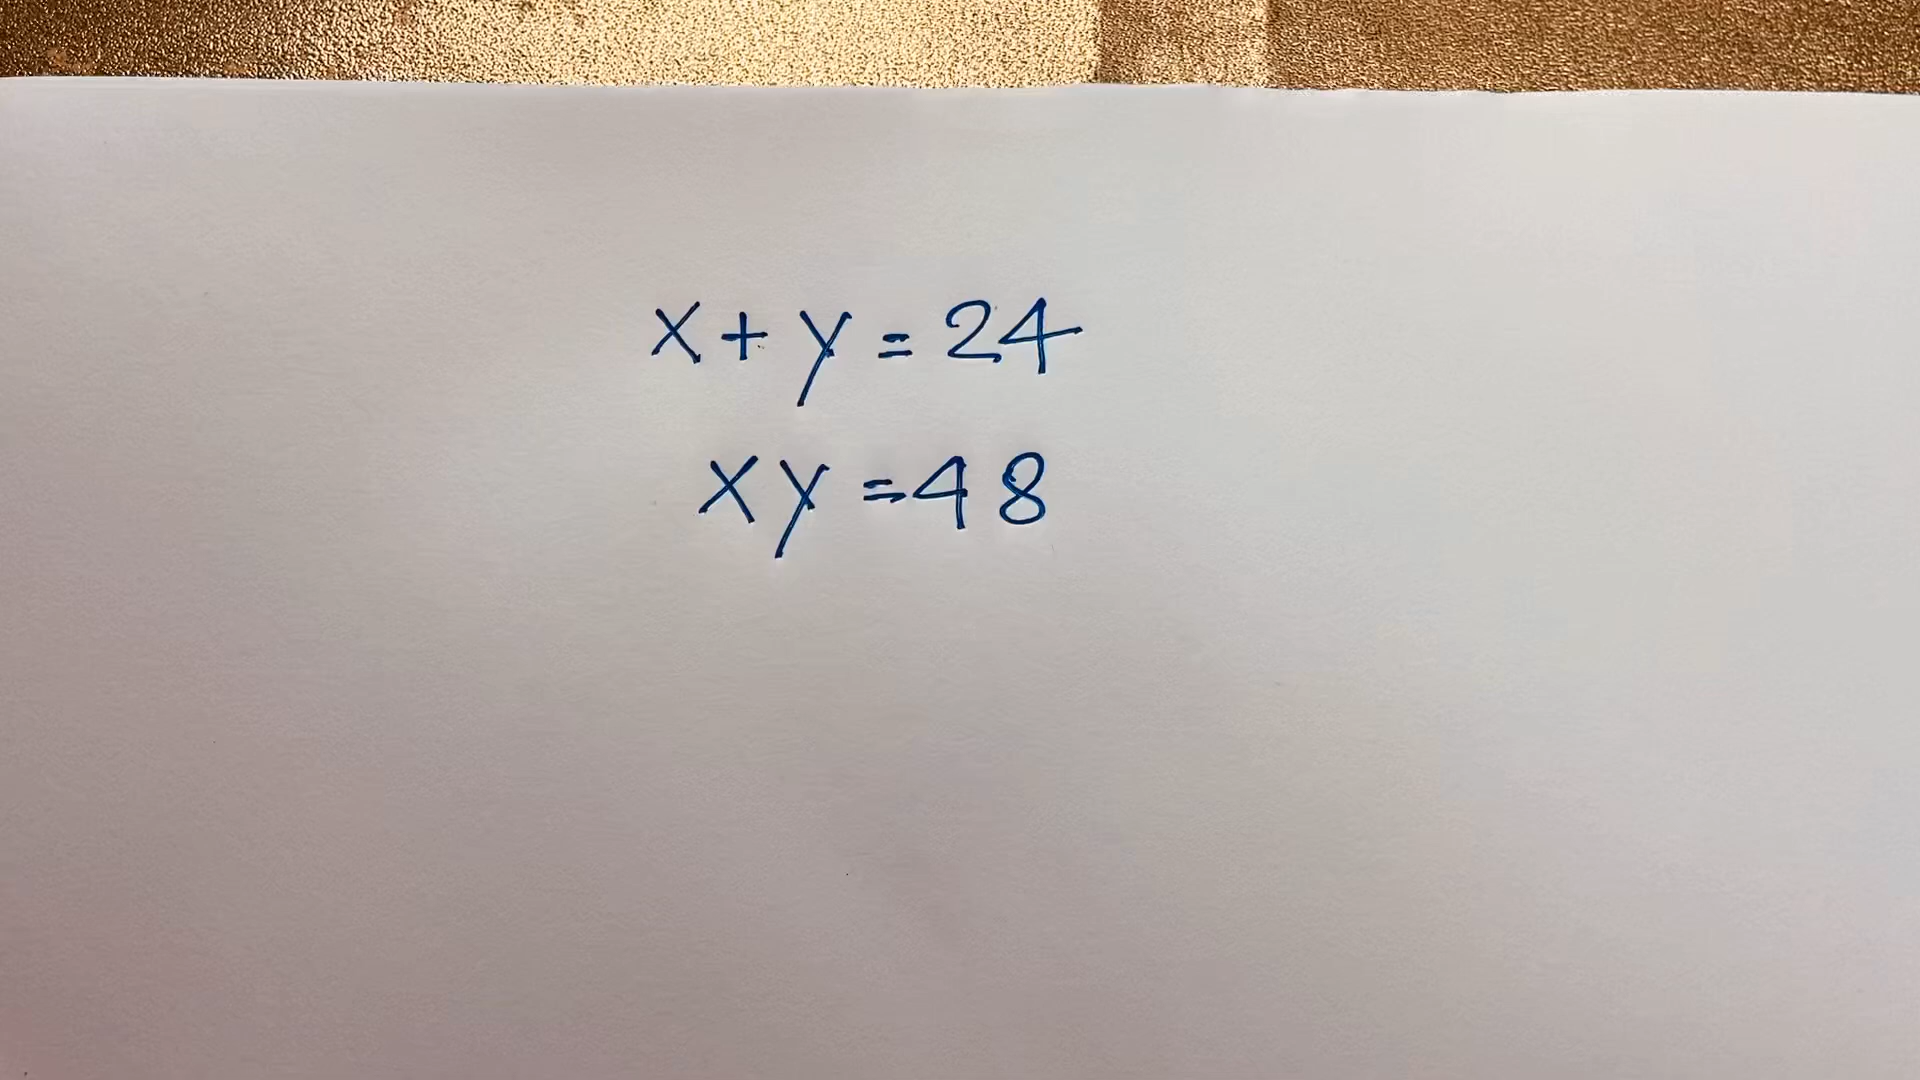 x + y = 24
xy = 48